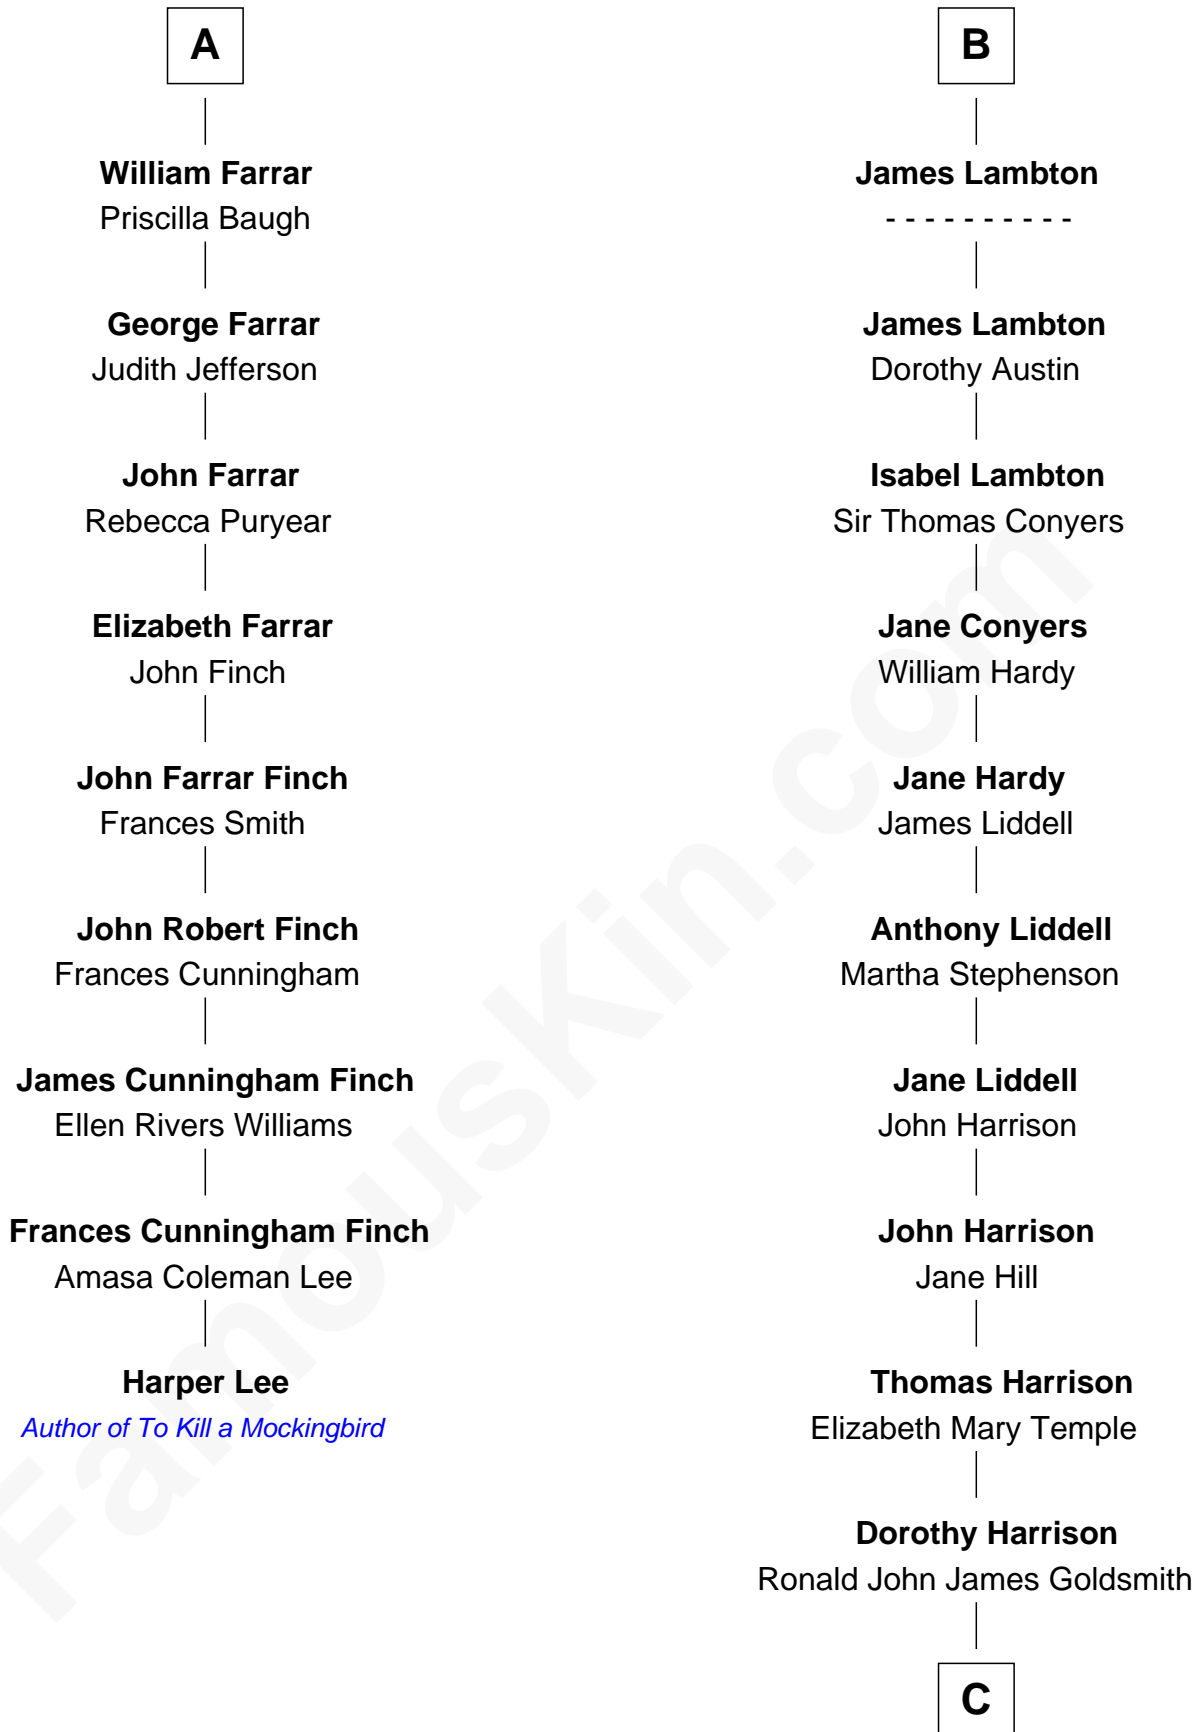 A
William Farrar
Priscilla Baugh
George Farrar
Judith Jefferson
John Farrar
Rebecca Puryear
Elizabeth Farrar
John Finch
John Farrar Finch
Frances Smith
John Robert Finch
Frances Cunningham
James Cunningham Finch
Ellen Rivers Williams
Frances Cunningham Finch
Amasa Coleman Lee
Harper Lee
Author of To Kill a Mockingbird
B
James Lambton
- - - - - - - - - -
James Lambton
Dorothy Austin
Isabel Lambton
Sir Thomas Conyers
Jane Conyers
William Hardy
Jane Hardy
James Liddell
Anthony Liddell
Martha Stephenson
Jane Liddell
John Harrison
John Harrison
Jane Hill
Thomas Harrison
Elizabeth Mary Temple
Dorothy Harrison
Ronald John James Goldsmith
C
FamousKin.com